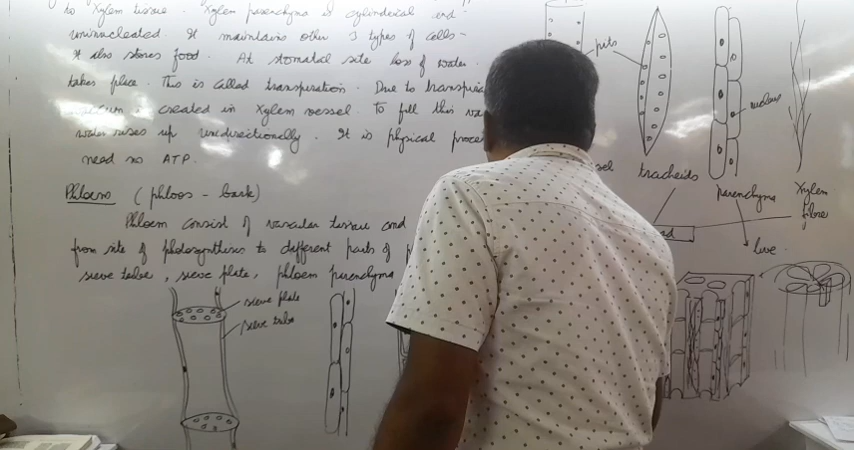 to Xylem tissue. Xylem parenchyma is cylinderical and
uninucleated. It maintains other 3 types of cells-
It also stores food. At stomatal site loss of water
takes place. This is called transpiration. Due to
is created in Xylem vessel. To fill this
water rises up unidirectionally. It is physical
need no ATP.
Phloem (phloos - bark)
Phloem consist of vascular tissue and
from site of photosynthesis to different parts of
sieve tube, sieve plate, phloem parenchyma
sieve plate
sieve tube
pits
nucleus
tracheids
parenchyma
Xylem
fibre
live